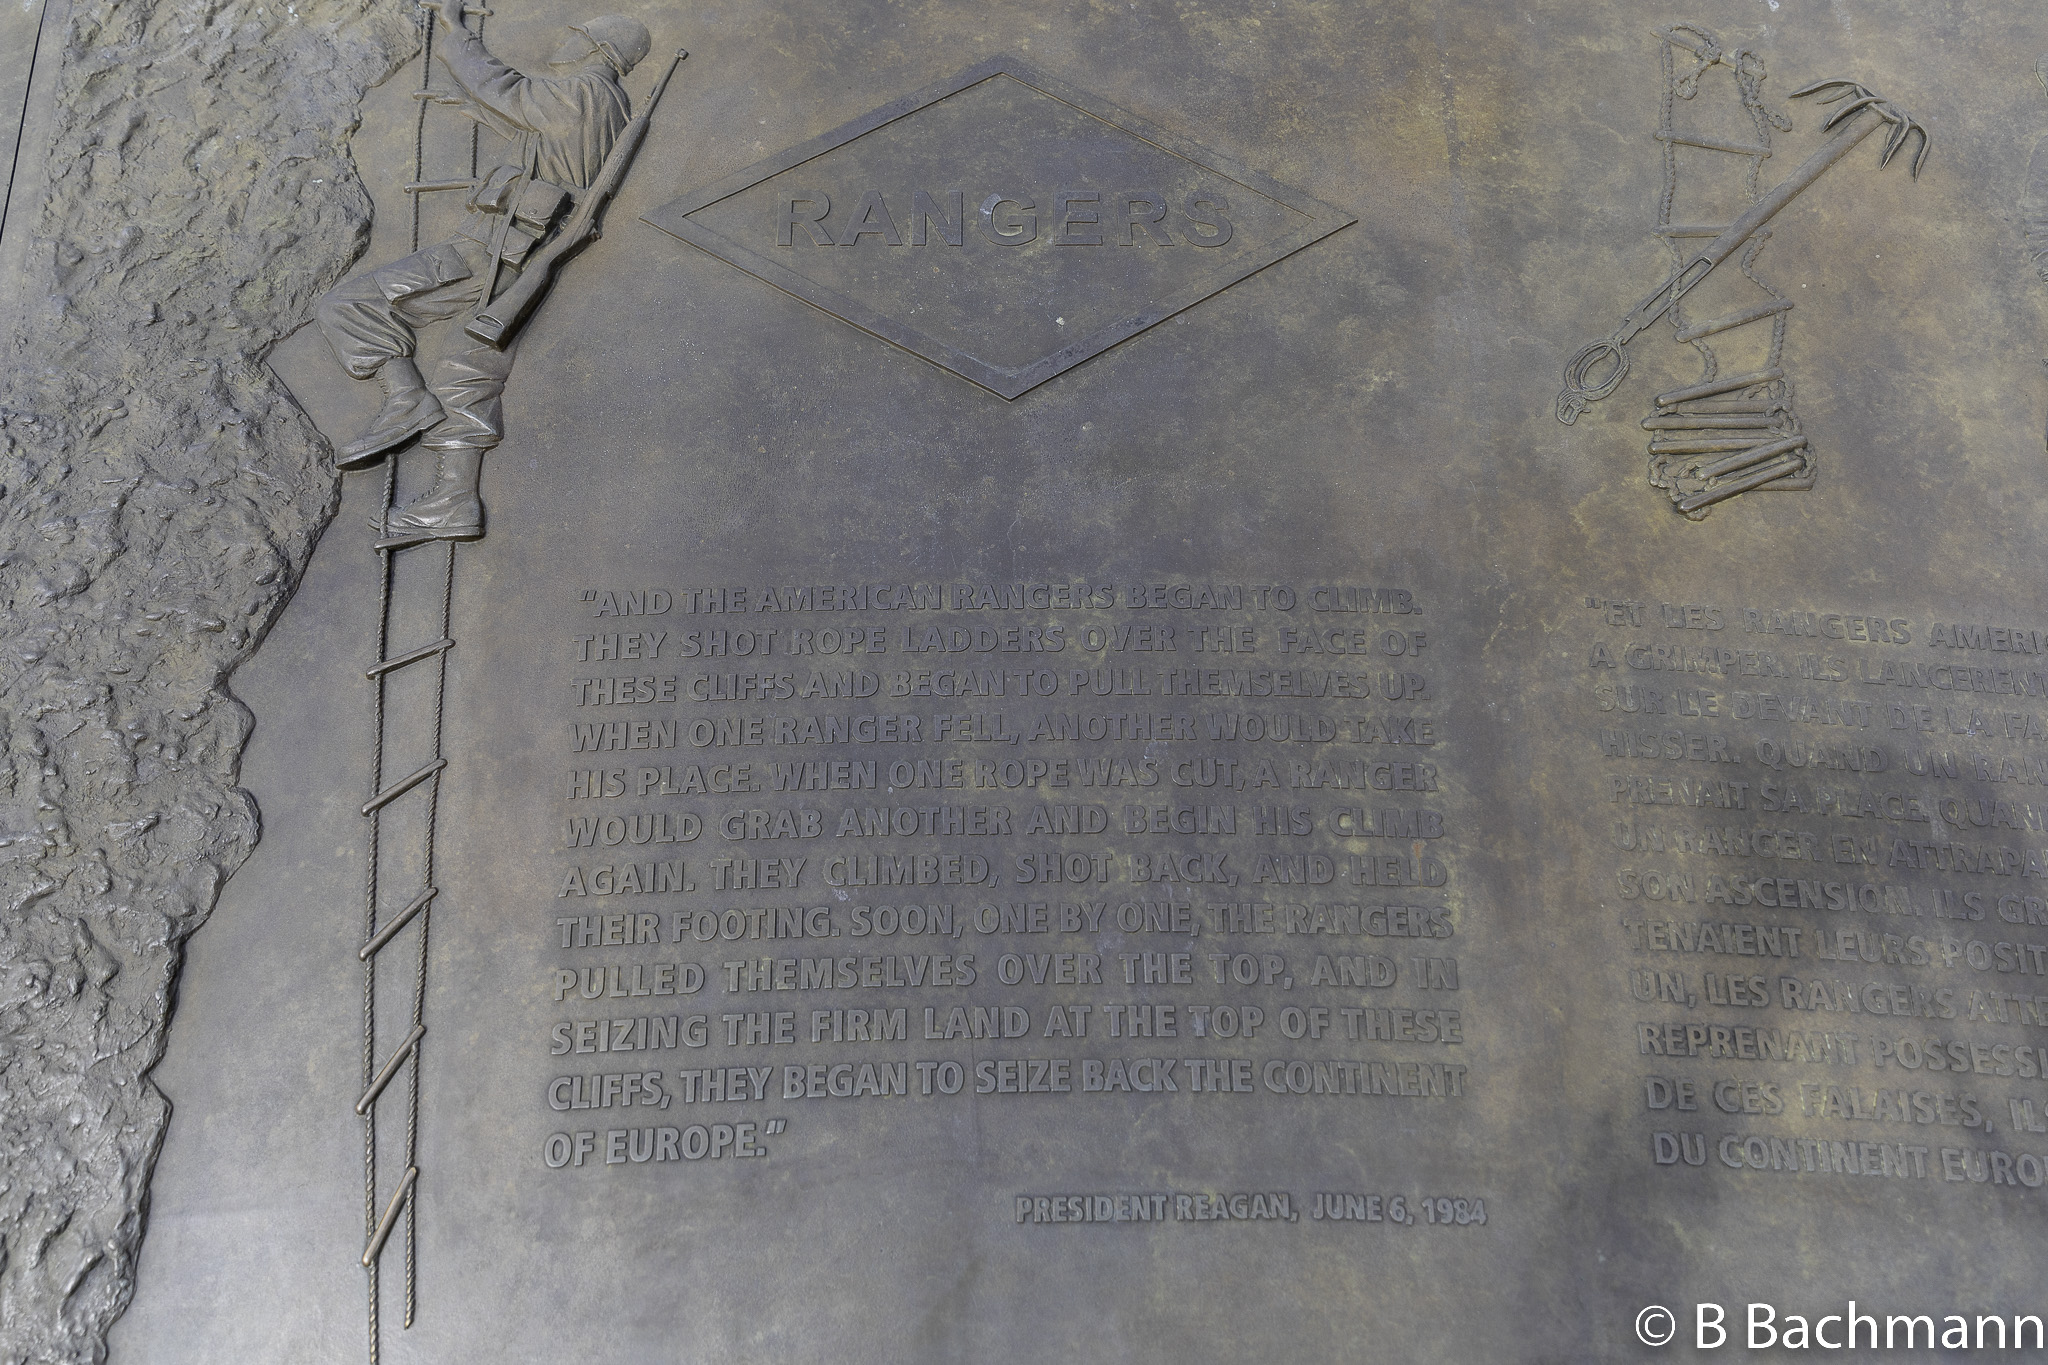 RANGERS
"AND THE AMERICAN RANGERS BEGAN TO CLIMB.
THEY SHOT ROPE LADDERS OVER THE FACE OF
THESE CLIFFS AND BEGAN TO PULL THEMSELVES UP.
WHEN ONE RANGER FELL, ANOTHER WOULD TAKE
HIS PLACE. WHEN ONE ROPE WAS CUT, A RANGER
WOULD GRAB ANOTHER AND BEGIN HIS CLIMB
AGAIN. THEY CLIMBED, SHOT BACK, AND HELD
THEIR FOOTING. SOON, ONE BY ONE, THE RANGERS
PULLED THEMSELVES OVER THE TOP, AND IN
SEIZING THE FIRM LAND AT THE TOP OF THESE
CLIFFS, THEY BEGAN TO SEIZE BACK THE CONTINENT
OF EUROPE."
PRESIDENT REAGAN, JUNE 6, 1984
"ET LES RANGERS
A GRIMPER. ILS LANCERENT
SUR LE DEVANT DE LA
HISSER. QUAND UN
PRENAIT SA PLACE.
UN RANGER EN
SON ASCENSION. ILS
TENAIENT LEURS
UN, LES RANGERS
REPRENANT
DE CES FALAISES,
DU CONTINENT
© B Bachmann